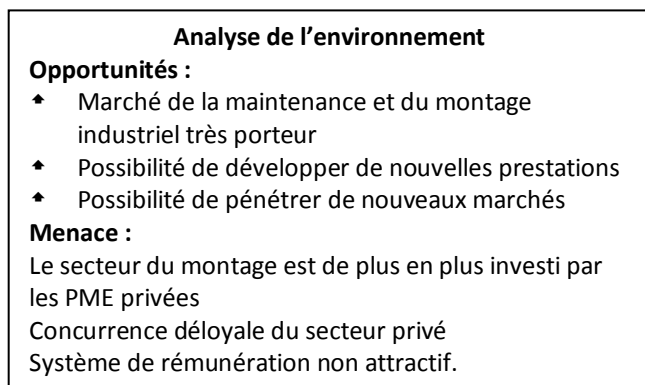 Analyse de l’environnement
Opportunités :
Marché de la maintenance et du montage
industriel très porteur
Possibilité de développer de nouvelles prestations
Possibilité de pénétrer de nouveaux marchés
Menace :
Le secteur du montage est de plus en plus investi par
les PME privées
Concurrence déloyale du secteur privé
Système de rémunération non attractif.